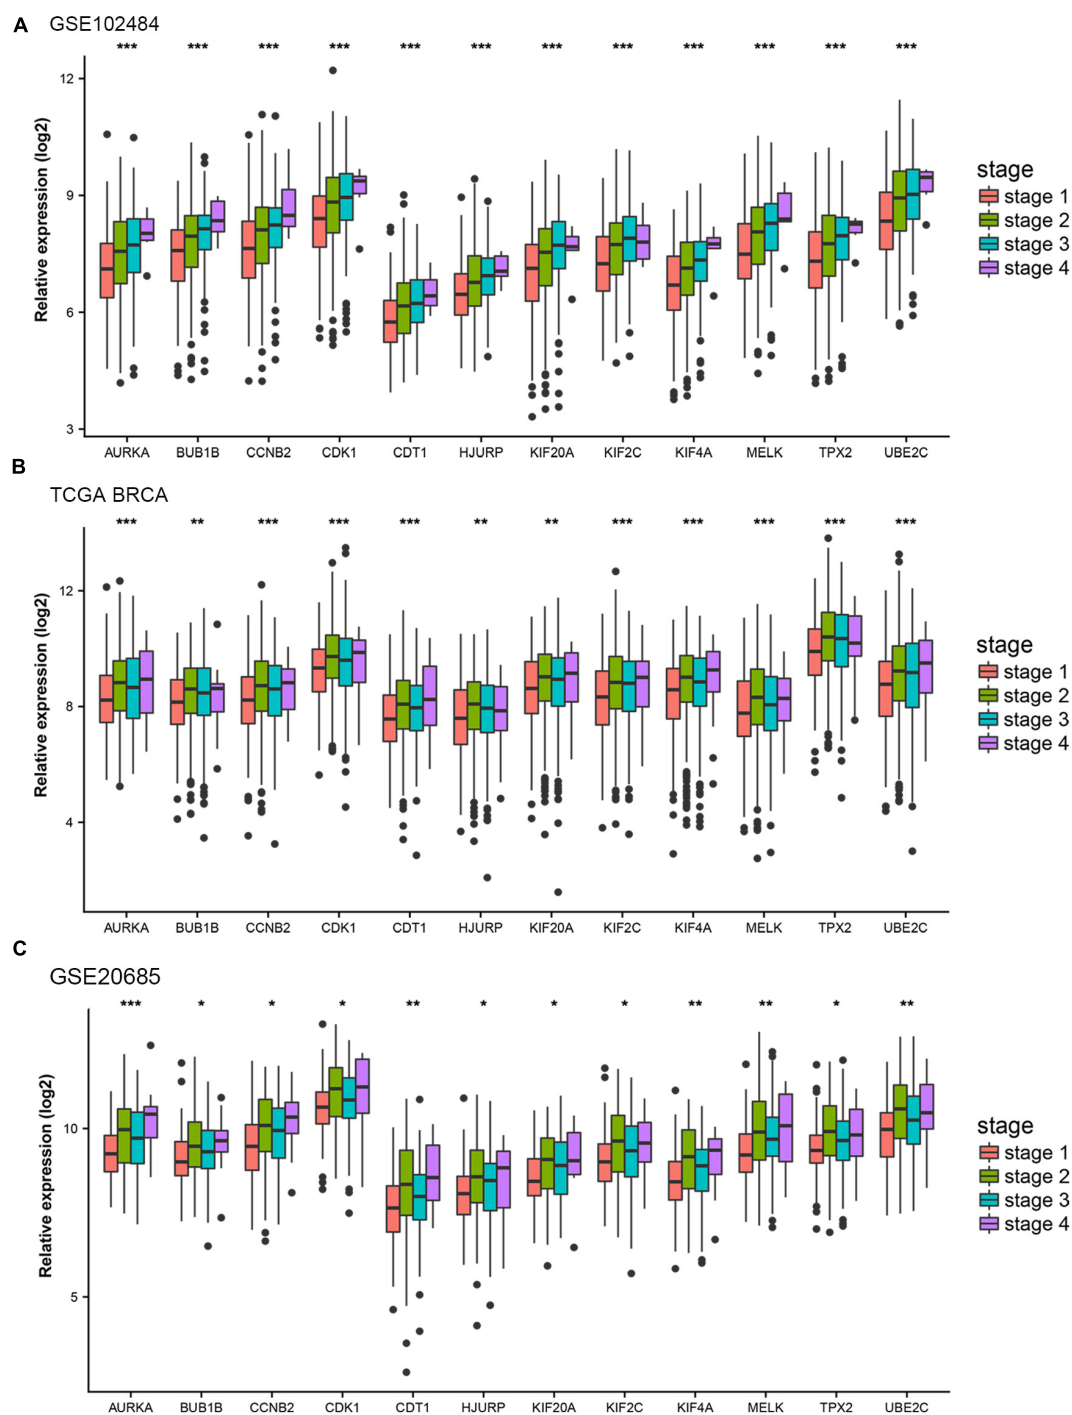 A
GSE102484
*** *** *** *** *** *** *** *** *** *** *** ***
Relative expression (log2)
12
9
6
3
AURKA BUB1B CCNB2 CDK1 CDT1 HJURP KIF20A KIF2C KIF4A MELK TPX2 UBE2C
stage
stage 1
stage 2
stage 3
stage 4
B
TCGA BRCA
*** ** *** *** *** ** ** *** *** *** *** ***
Relative expression (log2)
12
8
4
AURKA BUB1B CCNB2 CDK1 CDT1 HJURP KIF20A KIF2C KIF4A MELK TPX2 UBE2C
stage
stage 1
stage 2
stage 3
stage 4
C
GSE20685
*** * * * ** * * * ** ** * **
Relative expression (log2)
10
5
AURKA BUB1B CCNB2 CDK1 CDT1 HJURP KIF20A KIF2C KIF4A MELK TPX2 UBE2C
stage
stage 1
stage 2
stage 3
stage 4